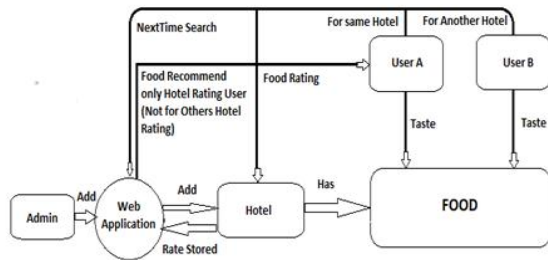 NextTime Search
For same Hotel
For Another Hotel
User A
User B
Food Recommend
only Hotel Rating User
(Not for Others Hotel
Rating)
Food Rating
Taste
Taste
Add
Admin
Web
Application
Add
Rate Stored
Hotel
Has
FOOD